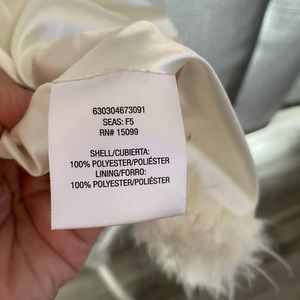 630304673091
SEAS: F5
RN# 15099
SHELL/CUBIERTA:
100% POLYESTER/POLIÉSTER
LINING/FORRO:
100% POLYESTER/POLIÉSTER